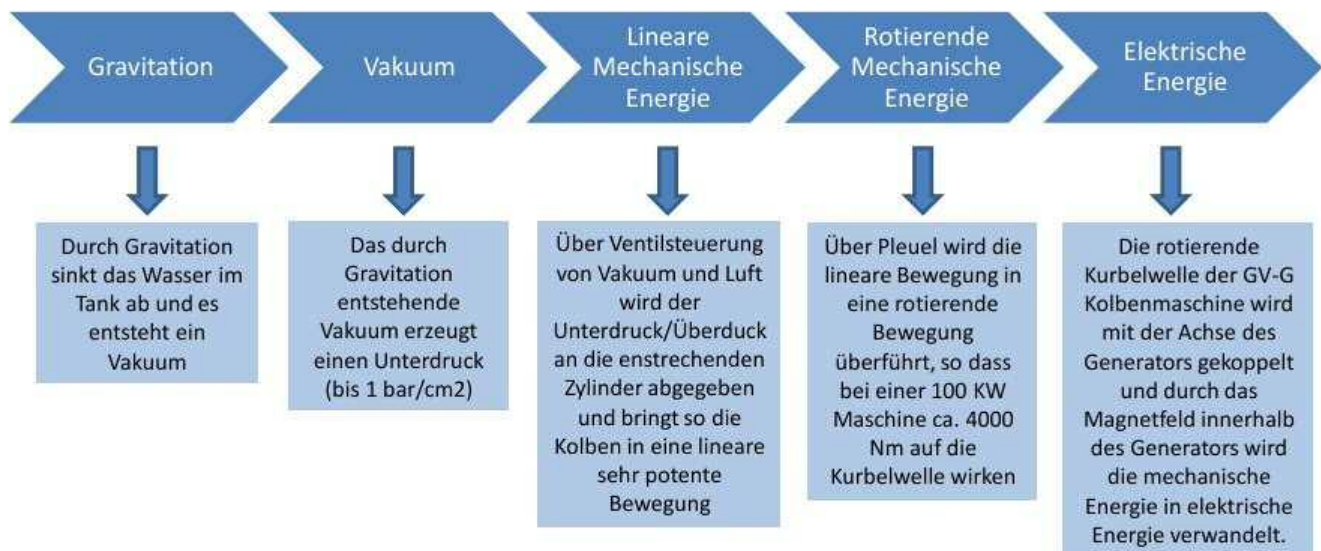 Gravitation
Vakuum
Lineare
Mechanische
Energie
Rotierende
Mechanische
Energie
Elektrische
Energie
Durch Gravitation
sinkt das Wasser im
Tank ab und es
entsteht ein
Vakuum
Das durch
Gravitation
entstehende
Vakuum erzeugt
einen Unterdruck
(bis 1 bar/cm2)
Über Ventilsteuerung
von Vakuum und Luft
wird der
Unterdruck/Überduck
an die enstrechenden
Zylinder abgegeben
und bringt so die
Kolben in eine lineare
sehr potente
Bewegung
Über Pleuel wird die
lineare Bewegung in
eine rotierende
Bewegung
überführt, so dass
bei einer 100 KW
Maschine ca. 4000
Nm auf die
Kurbelwelle wirken
Die rotierende
Kurbelwelle der GV-G
Kolbenmaschine wird
mit der Achse des
Generators gekoppelt
und durch das
Magnetfeld innerhalb
des Generators wird
die mechanische
Energie in elektrische
Energie verwandelt.